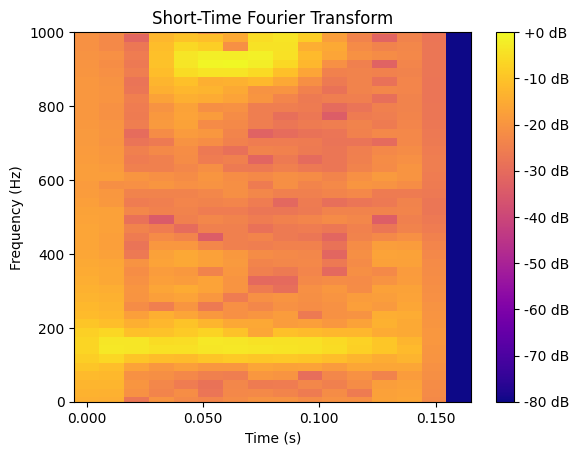 Short-Time Fourier Transform
1000
800
600
400
200
0
Frequency (Hz)
0.000
0.050
0.100
0.150
Time (s)
+0 dB
-10 dB
-20 dB
-30 dB
-40 dB
-50 dB
-60 dB
-70 dB
-80 dB